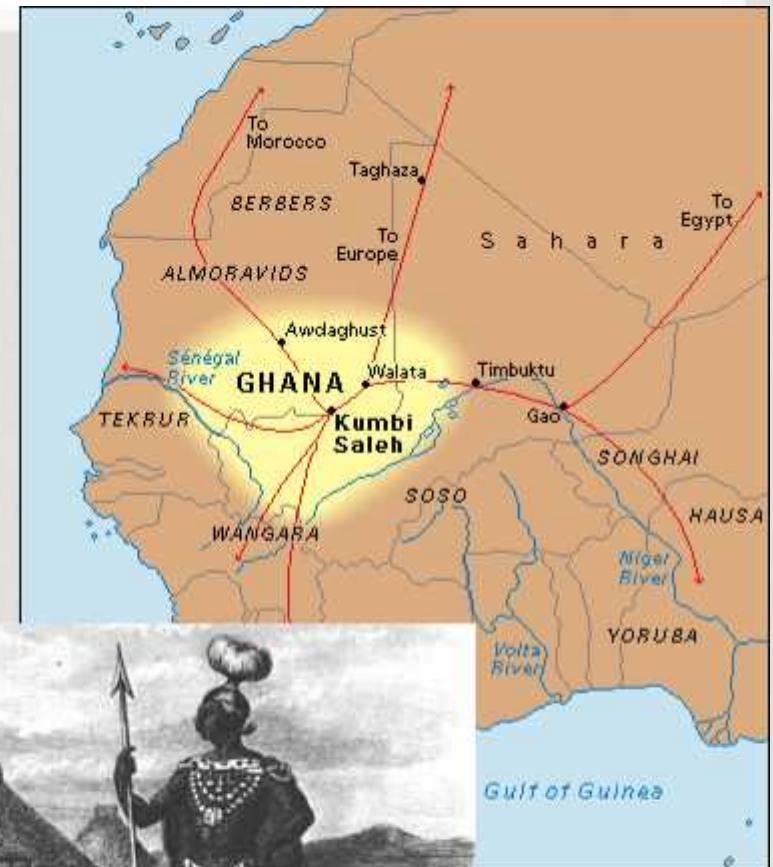 To
Morocco
Taghaza
BERBERS
To
Egypt
To
Europe
Sahara
ALMORAVIDS
Awdaghust
Sénégal
River
Walata
Timbuktu
GHANA
Gao
TEKRUR
Kumbi
Saleh
SONGHAI
SOSO
HAUSA
WANGARA
Niger
River
YORUBA
Volta
River
Gulf of Guinea